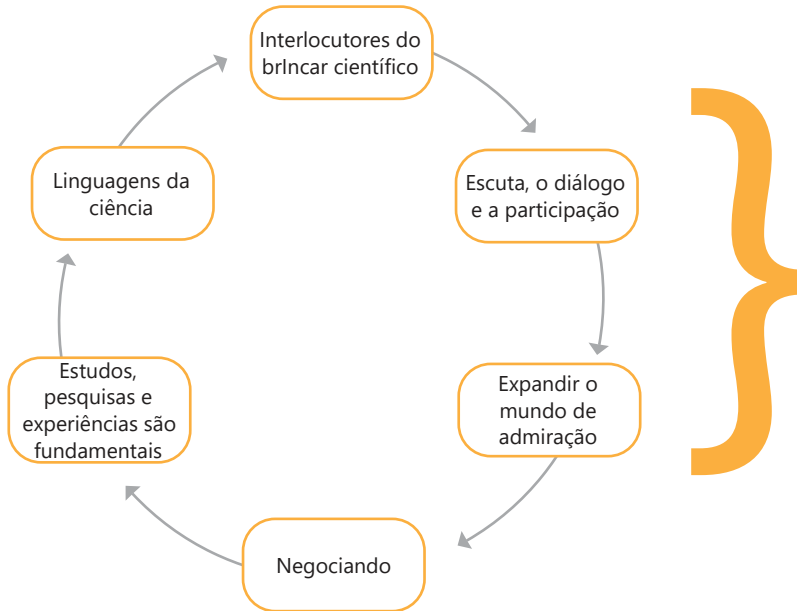 Interlocutores do
brIncar científico
Escuta, o diálogo
e a participação
Expandir o
mundo de
admiração
Negociando
Estudos,
pesquisas e
experiências são
fundamentais
Linguagens da
ciência